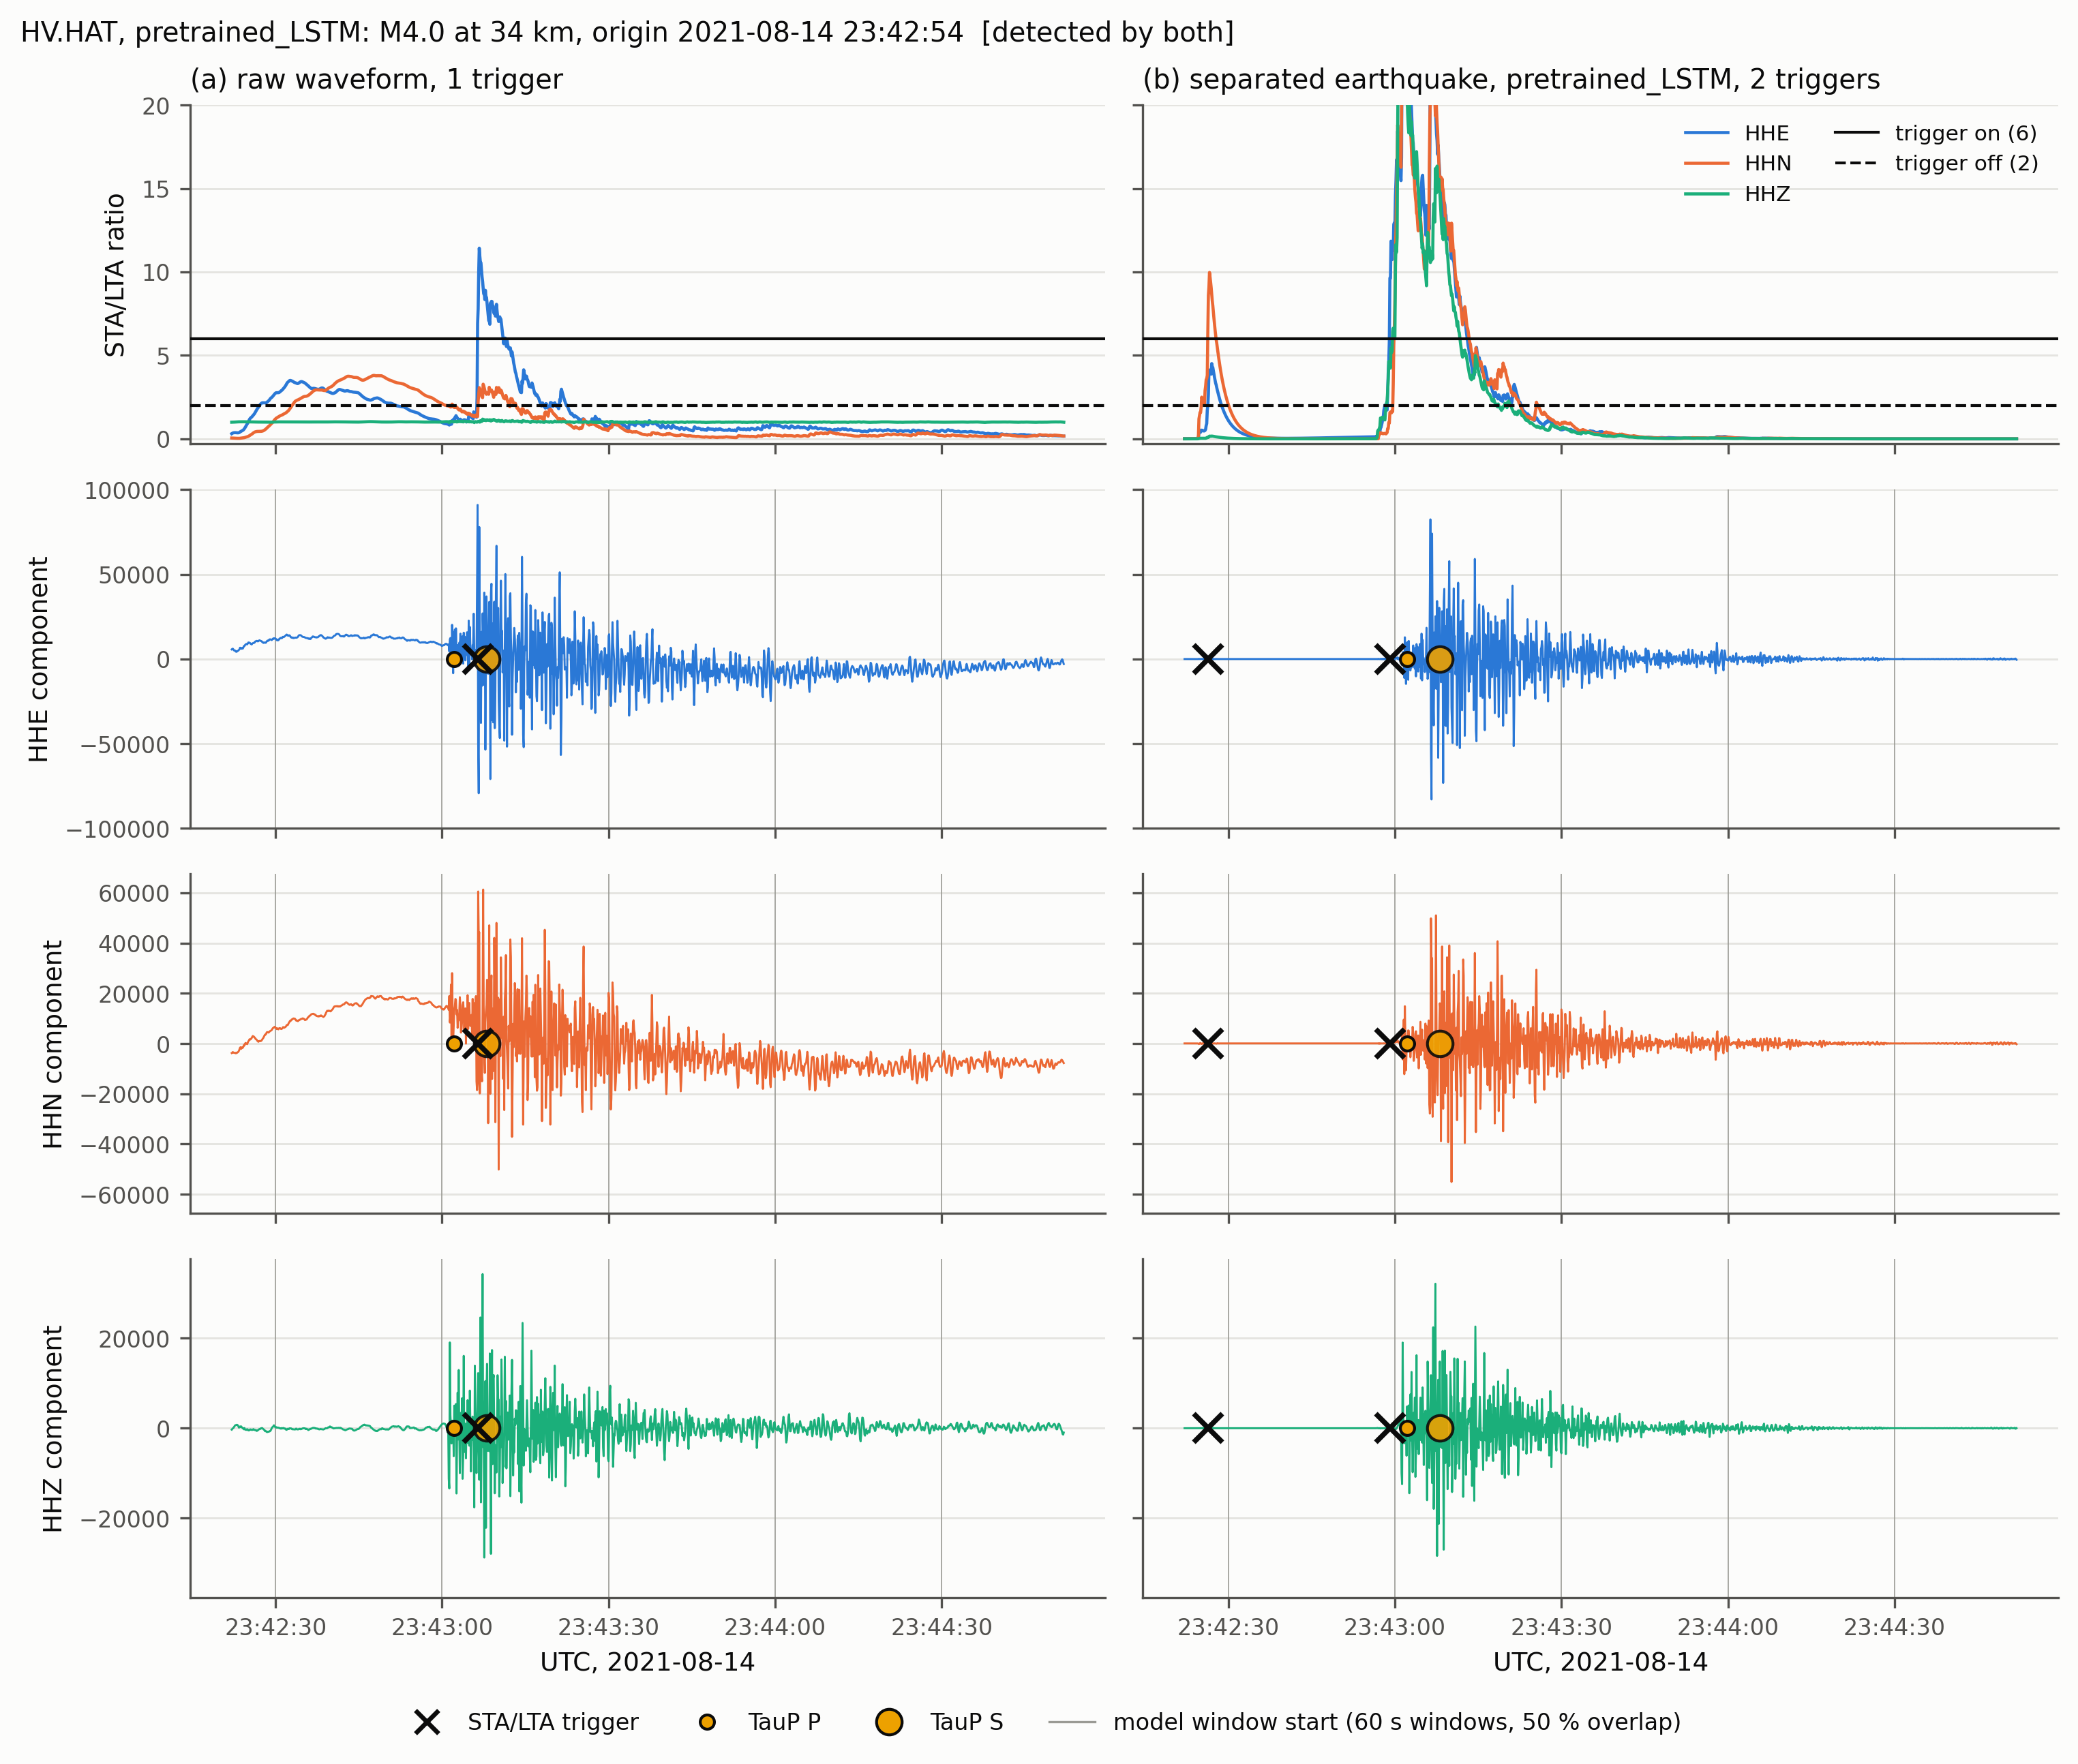 HV.HAT, pretrained_LSTM: M4.0 at 34 km, origin 2021-08-14 23:42:54  [detected by both]
(a) raw waveform, 1 trigger
(b) separated earthquake, pretrained_LSTM, 2 triggers
STA/LTA ratio
20
15
10
5
0
HHE
HHN
HHZ
trigger on (6)
trigger off (2)
HHE component
100000
50000
0
−50000
−100000
HHN component
60000
40000
20000
0
−20000
−40000
−60000
HHZ component
20000
0
−20000
23:42:30
23:43:00
23:43:30
23:44:00
23:44:30
UTC, 2021-08-14
23:42:30
23:43:00
23:43:30
23:44:00
23:44:30
UTC, 2021-08-14
STA/LTA trigger
TauP P
TauP S
model window start (60 s windows, 50 % overlap)